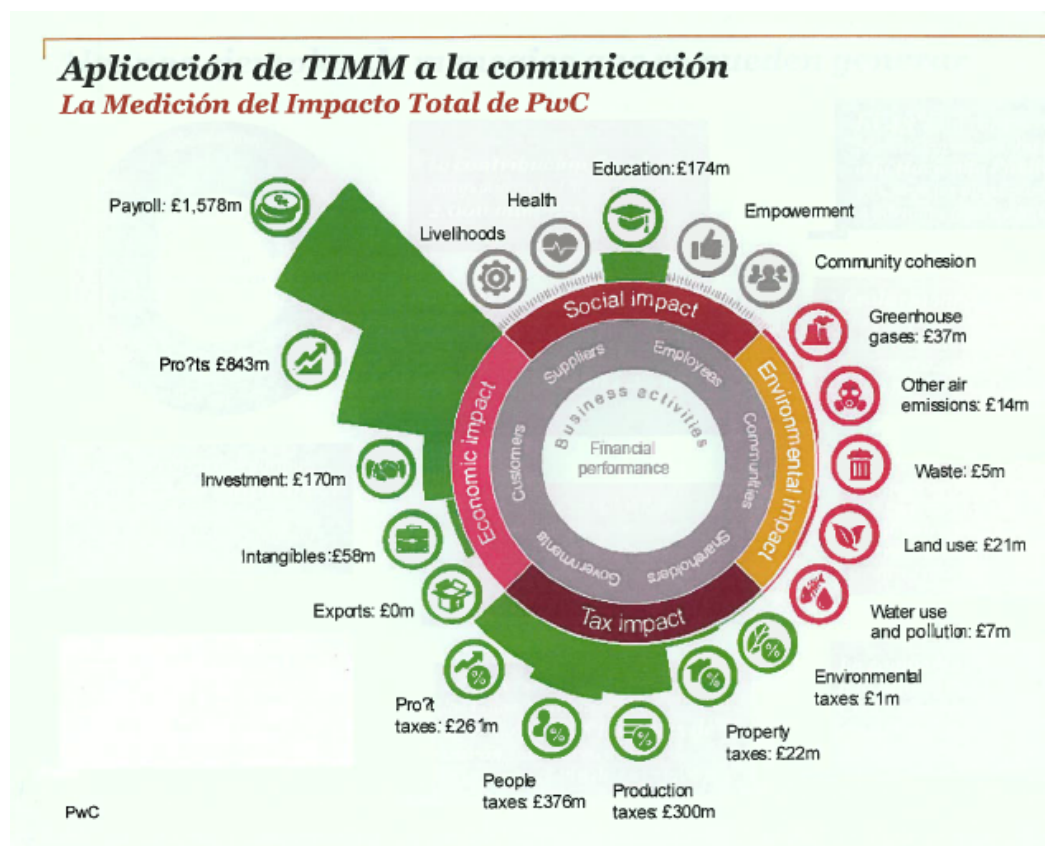 Aplicación de TIMM a la comunicación
La Medición del Impacto Total de PwC
Education: £174m
Health
Empowerment
Payroll: £1,578m
Livelihoods
Community cohesion
Social impact
Greenhouse
gases: £37m
Suppliers
Employees
Pro?ts £843m
Other air
emissions: £14m
Business activities
Environmental impact
Economic impact
Customers
Communities
Financial
performance
Waste: £5m
Investment: £170m
Land use: £21m
Governments
Shareholders
Intangibles: £58m
Exports: £0m
Tax impact
Water use
and pollution: £7m
Environmental
taxes: £1m
Pro?t
taxes: £261m
Property
taxes: £22m
People
taxes: £376m
Production
taxes: £300m
PwC